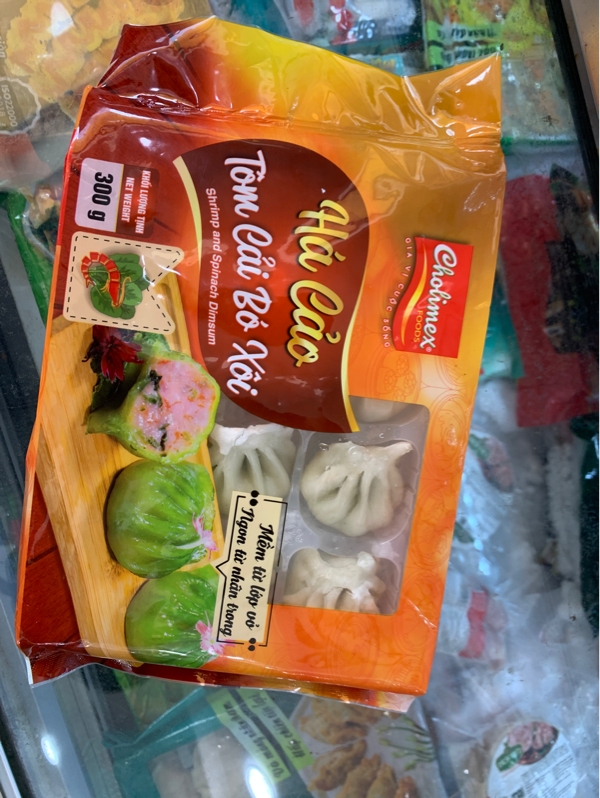 Cholimex
FOODS
GIA VỊ CUỘC SỐNG
Há Cảo
Tôm Cải Bó Xôi
Shrimp and Spinach Dimsum
KHỐI LƯỢNG TỊNH
NET WEIGHT
300 g
Mềm từ lớp vỏ
Ngon từ nhân trong